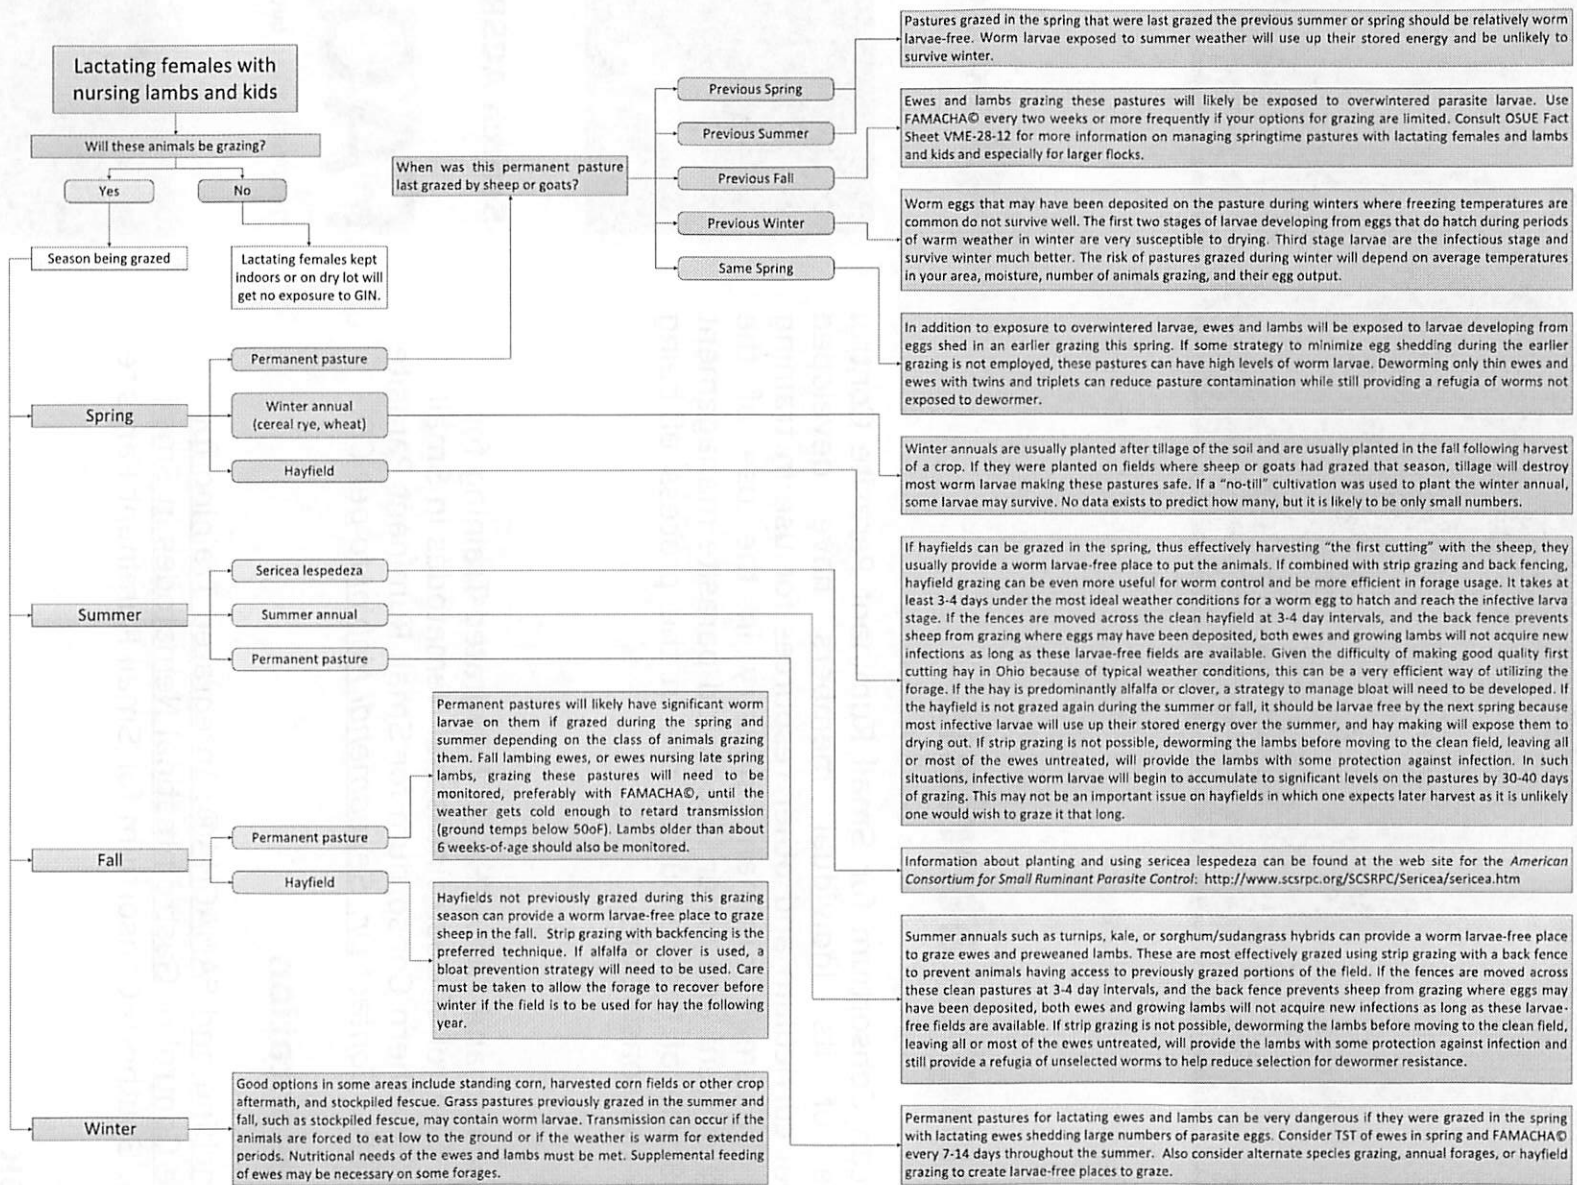 Lactating females with
nursing lambs and kids
Will these animals be grazing?
Yes
No
Season being grazed
Lactating females kept
indoors or on dry lot will
get no exposure to GIN.
When was this permanent pasture
last grazed by sheep or goats?
Previous Spring
Previous Summer
Previous Fall
Previous Winter
Same Spring
Pastures grazed in the spring that were last grazed the previous summer or spring should be relatively worm
larvae-free. Worm larvae exposed to summer weather will use up their stored energy and be unlikely to
survive winter.
Ewes and lambs grazing these pastures will likely be exposed to overwintered parasite larvae. Use
FAMACHA© every two weeks or more frequently if your options for grazing are limited. Consult OSUE Fact
Sheet VME-28-12 for more information on managing springtime pastures with lactating females and lambs
and kids and especially for larger flocks.
Worm eggs that may have been deposited on the pasture during winters where freezing temperatures are
common do not survive well. The first two stages of larvae developing from eggs that do hatch during periods
of warm weather in winter are very susceptible to drying. Third stage larvae are the infectious stage and
survive winter much better. The risk of pastures grazed during winter will depend on average temperatures
in your area, moisture, number of animals grazing, and their egg output.
In addition to exposure to overwintered larvae, ewes and lambs will be exposed to larvae developing from
eggs shed in an earlier grazing this spring. If some strategy to minimize egg shedding during the earlier
grazing is not employed, these pastures can have high levels of worm larvae. Deworming only thin ewes and
ewes with twins and triplets can reduce pasture contamination while still providing a refugia of worms not
exposed to dewormer.
Spring
Permanent pasture
Winter annual
(cereal rye, wheat)
Hayfield
Winter annuals are usually planted after tillage of the soil and are usually planted in the fall following harvest
of a crop. If they were planted on fields where sheep or goats had grazed that season, tillage will destroy
most worm larvae making these pastures safe. If a "no-till" cultivation was used to plant the winter annual,
some larvae may survive. No data exists to predict how many, but it is likely to be only small numbers.
If hayfields can be grazed in the spring, thus effectively harvesting "the first cutting" with the sheep, they
usually provide a worm larvae-free place to put the animals. If combined with strip grazing and back fencing,
hayfield grazing can be even more useful for worm control and be more efficient in forage usage. It takes at
least 3-4 days under the most ideal weather conditions for a worm egg to hatch and reach the infective larva
stage. If the fences are moved across the clean hayfield at 3-4 day intervals, and the back fence prevents
sheep from grazing where eggs may have been deposited, both ewes and growing lambs will not acquire new
infections as long as these larvae-free fields are available. Given the difficulty of making good quality first
cutting hay in Ohio because of typical weather conditions, this can be a very efficient way of utilizing the
forage. If the hay is predominantly alfalfa or clover, a strategy to manage bloat will need to be developed. If
the hayfield is not grazed again during the summer or fall, it should be larvae free by the next spring because
most infective larvae will use up their stored energy over the summer, and hay making will expose them to
drying out. If strip grazing is not possible, deworming the lambs before moving to the clean field, leaving all
or most of the ewes untreated, will provide the lambs with some protection against infection. In such
situations, infective worm larvae will begin to accumulate to significant levels on the pastures by 30-40 days
of grazing. This may not be an important issue on hayfields in which one expects later harvest as it is unlikely
one would wish to graze it that long.
Summer
Sericea lespedeza
Summer annual
Permanent pasture
Information about planting and using sericea lespedeza can be found at the web site for the American
Consortium for Small Ruminant Parasite Control: http://www.scsrpc.org/SCSRPC/Sericea/sericea.htm
Summer annuals such as turnips, kale, or sorghum/sudangrass hybrids can provide a worm larvae-free place
to graze ewes and preweaned lambs. These are most effectively grazed using strip grazing with a back fence
to prevent animals having access to previously grazed portions of the field. If the fences are moved across
these clean pastures at 3-4 day intervals, and the back fence prevents sheep from grazing where eggs may
have been deposited, both ewes and growing lambs will not acquire new infections as long as these larvae-
free fields are available. If strip grazing is not possible, deworming the lambs before moving to the clean field,
leaving all or most of the ewes untreated, will provide the lambs with some protection against infection and
still provide a refugia of unselected worms to help reduce selection for dewormer resistance.
Permanent pastures for lactating ewes and lambs can be very dangerous if they were grazed in the spring
with lactating ewes shedding large numbers of parasite eggs. Consider TST of ewes in spring and FAMACHA©
every 7-14 days throughout the summer. Also consider alternate species grazing, annual forages, or hayfield
grazing to create larvae-free places to graze.
Fall
Permanent pasture
Hayfield
Permanent pastures will likely have significant worm
larvae on them if grazed during the spring and
summer depending on the class of animals grazing
them. Fall lambing ewes, or ewes nursing late spring
lambs, grazing these pastures will need to be
monitored, preferably with FAMACHA©, until the
weather gets cold enough to retard transmission
(ground temps below 50oF). Lambs older than about
6 weeks-of-age should also be monitored.
Hayfields not previously grazed during this grazing
season can provide a worm larvae-free place to graze
sheep in the fall. Strip grazing with backfencing is the
preferred technique. If alfalfa or clover is used, a
bloat prevention strategy will need to be used. Care
must be taken to allow the forage to recover before
winter if the field is to be used for hay the following
year.
Winter
Good options in some areas include standing corn, harvested corn fields or other crop
aftermath, and stockpiled fescue. Grass pastures previously grazed in the summer and
fall, such as stockpiled fescue, may contain worm larvae. Transmission can occur if the
animals are forced to eat low to the ground or if the weather is warm for extended
periods. Nutritional needs of the ewes and lambs must be met. Supplemental feeding
of ewes may be necessary on some forages.